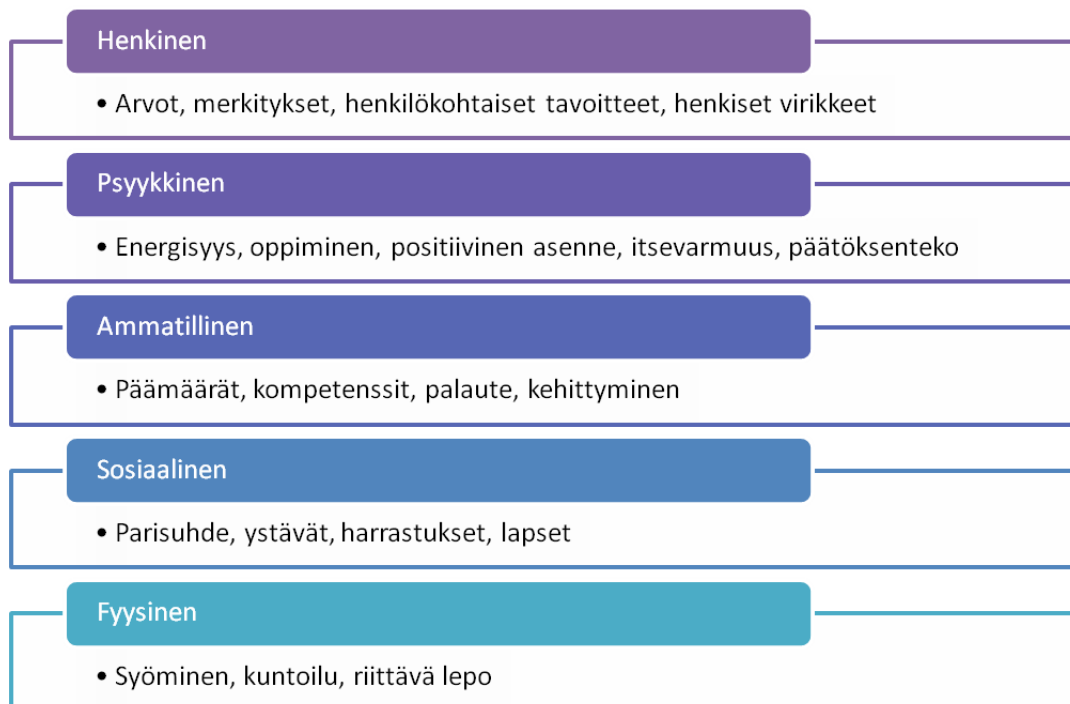 Henkinen
• Arvot, merkitykset, henkilökohtaiset tavoitteet, henkiset virikkeet
Psyykkinen
• Energisyys, oppiminen, positiivinen asenne, itsevarmuus, päätöksenteko
Ammatillinen
• Päämäärät, kompetenssit, palaute, kehittyminen
Sosiaalinen
• Parisuhde, ystävät, harrastukset, lapset
Fyysinen
• Syöminen, kuntoilu, riittävä lepo